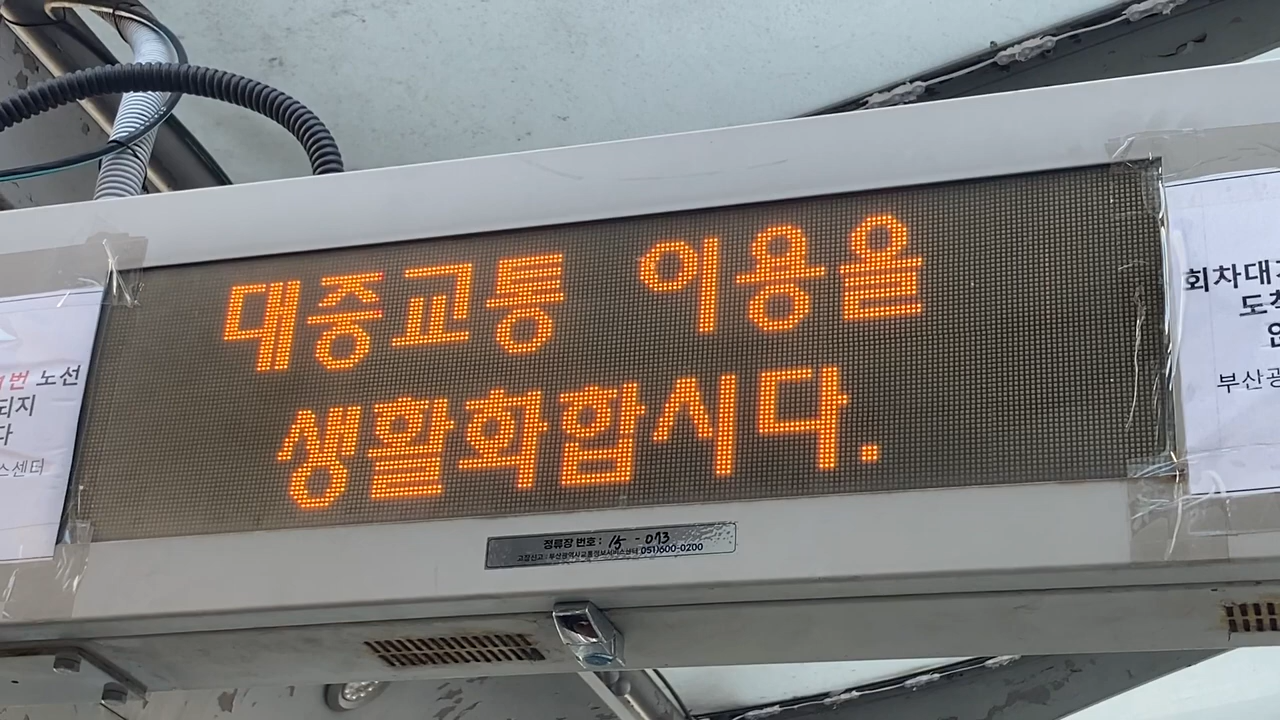 대중교통 이용을
생활화합시다.
정류장 번호 : 15 - 073
고장신고 : 부산광역시교통정보서비스센터 051)600-0200
번 노선
되지
다
스센터
회차대
도착
부산광